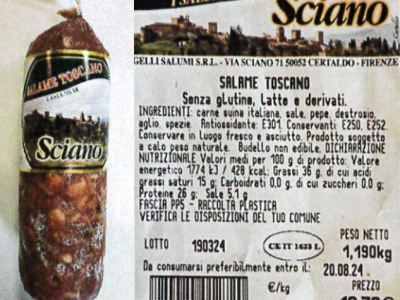 SALAME TOSCANO
Sciano
Sciano
GELLI SALUMI S.R.L. - VIA SCIANO 71 50052 CERTALDO - FIRENZE
SALAME TOSCANO
Senza glutine, Latte e derivati.
INGREDIENTI: carne suina italiana, sale, pepe, destrosio,
aglio, spezie. Antiossidante: E301. Conservanti: E250, E252.
Conservare in Luogo fresco e asciutto. Prodotto soggetto
a calo peso naturale. Budello non edibile. DICHIARAZIONE
NUTRIZIONALE Valori medi per 100 g di prodotto: Valore
energetico 1774 kJ / 428 kcal: Grassi 36 g, di cui acidi
grassi saturi 15 g; Carboidrati 0,0 g, di cui zuccheri 0,0 g;
Proteine 26 g; Sale 5,1 g
FASCIA PP5 - RACCOLTA PLASTICA
VERIFICA LE DISPOSIZIONI DEL TUO COMUNE
LOTTO 190324
CE IT 1623 L
PESO NETTO
1,190kg
Da consumarsi preferibilmente entro il: 20.08.24
€/kg
PREZZO